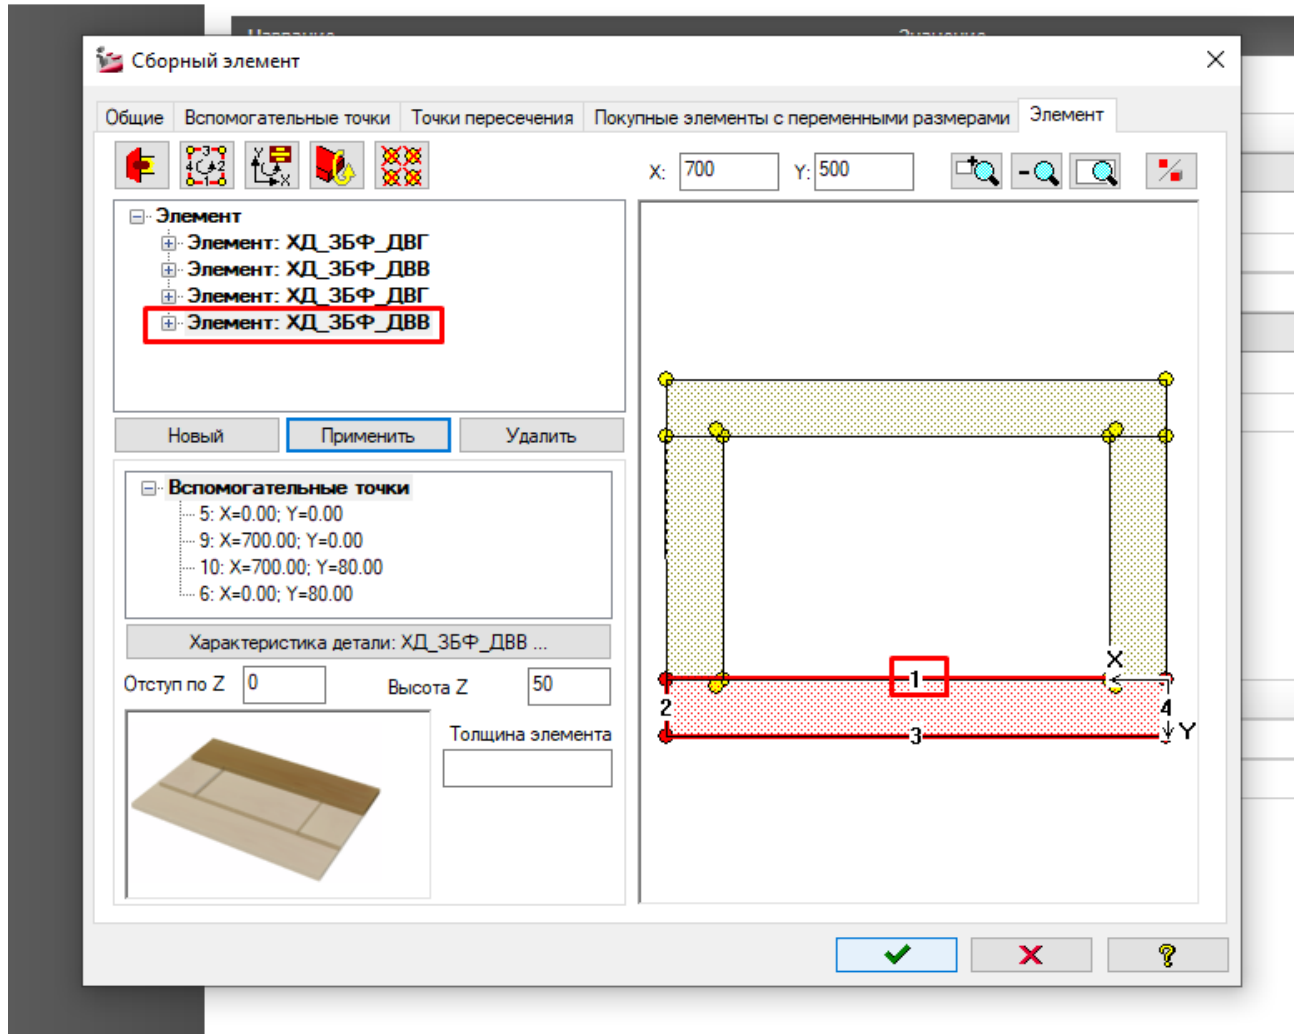 Название Значение
Сборный элемент
Общие Вспомогательные точки Точки пересечения Покупные элементы с переменными размерами Элемент
X: 700 Y: 500
Элемент
Элемент: ХД_ЗБФ_ДВГ
Элемент: ХД_ЗБФ_ДВВ
Элемент: ХД_ЗБФ_ДВГ
Элемент: ХД_ЗБФ_ДВВ
Новый Применить Удалить
Вспомогательные точки
5: X=0.00; Y=0.00
9: X=700.00; Y=0.00
10: X=700.00; Y=80.00
6: X=0.00; Y=80.00
Характеристика детали: ХД_ЗБФ_ДВВ ...
Отступ по Z 0 Высота Z 50
Толщина элемента
X
1
2 4
Y
3